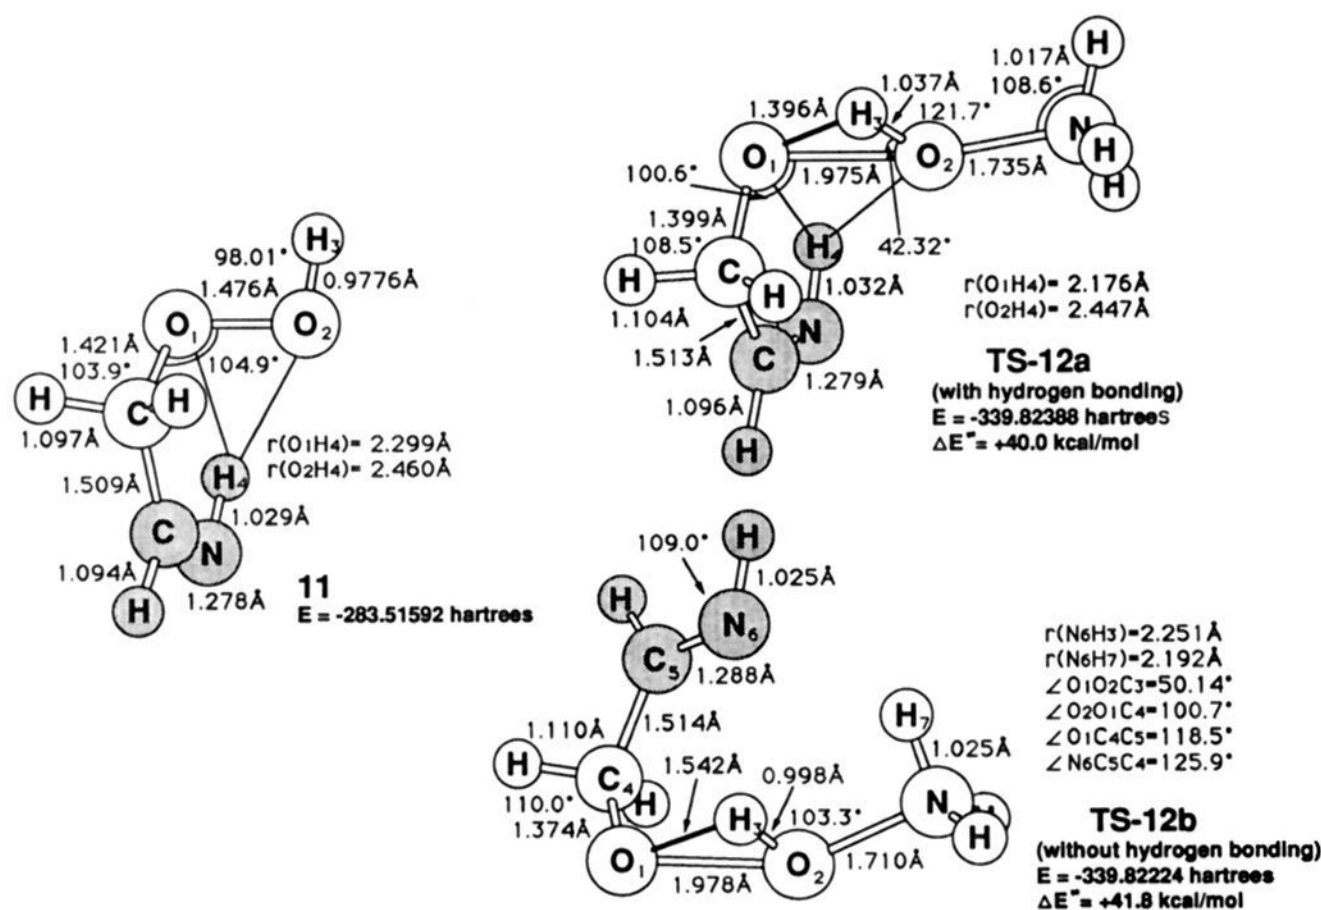 H
1.017Å
108.6°
1.037Å
1.396Å
H3
121.7°
N
H
O1
O2
1.975Å
1.735Å
H
100.6°
1.399Å
108.5°
H4
42.32°
H
C
H
1.032Å
r(O1H4)= 2.176Å
r(O2H4)= 2.447Å
1.104Å
N
1.513Å
C
1.279Å
1.096Å
H
TS-12a
(with hydrogen bonding)
E = -339.82388 hartrees
ΔE‡= +40.0 kcal/mol
H3
98.01°
0.9776Å
1.476Å
O1
O2
1.421Å
103.9°
104.9°
H
C
H
1.097Å
r(O1H4)= 2.299Å
r(O2H4)= 2.460Å
H4
1.509Å
1.029Å
C
N
1.094Å
1.278Å
H
11
E = -283.51592 hartrees
H
109.0°
1.025Å
H
N6
C5
1.288Å
1.514Å
1.110Å
H
C4
H
110.0°
1.374Å
1.542Å
0.998Å
H3
103.3°
H7
1.025Å
N
H
O1
O2
1.710Å
1.978Å
r(N6H3)=2.251Å
r(N6H7)=2.192Å
∠O1O2C3=50.14°
∠O2O1C4=100.7°
∠O1C4C5=118.5°
∠N6C5C4=125.9°
TS-12b
(without hydrogen bonding)
E = -339.82224 hartrees
ΔE‡= +41.8 kcal/mol